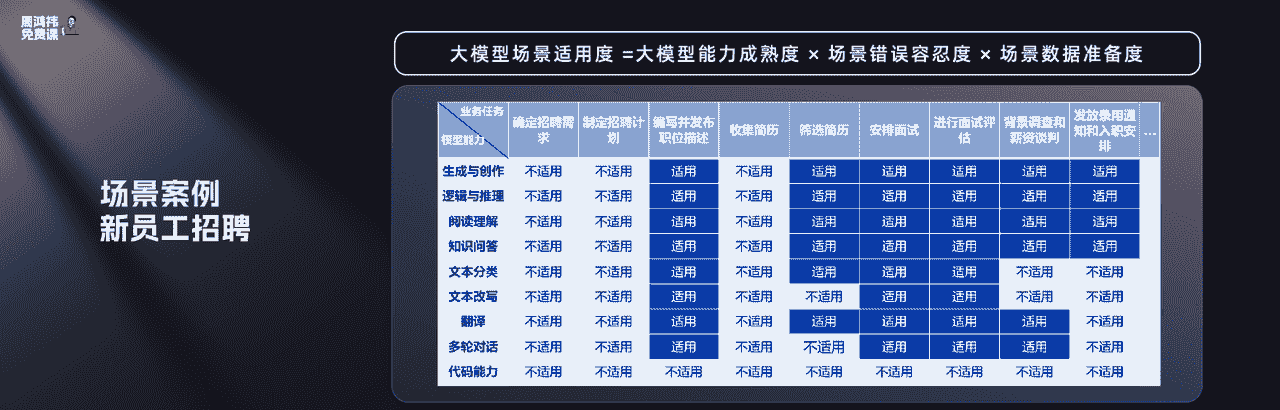 周鸿祎
免费课
大模型场景适用度 =大模型能力成熟度 × 场景错误容忍度 × 场景数据准备度
场景案例
新员工招聘
业务任务
模型能力
确定招聘需求
制定招聘计划
编写并发布职位描述
收集简历
筛选简历
安排面试
进行面试评估
背景调查和薪资谈判
发放录用通知和入职安排
...
生成与创作 不适用 不适用 适用 不适用 适用 适用 适用 适用 适用
逻辑与推理 不适用 不适用 适用 不适用 适用 适用 适用 适用 适用
阅读理解 不适用 不适用 适用 不适用 适用 适用 适用 适用 适用
知识问答 不适用 不适用 适用 不适用 适用 适用 适用 适用 适用
文本分类 不适用 不适用 适用 不适用 适用 适用 适用 不适用 不适用
文本改写 不适用 不适用 适用 不适用 不适用 适用 适用 不适用 不适用
翻译 不适用 不适用 适用 不适用 适用 适用 适用 适用 不适用
多轮对话 不适用 不适用 适用 不适用 不适用 适用 适用 适用 不适用
代码能力 不适用 不适用 不适用 不适用 不适用 不适用 不适用 不适用 不适用